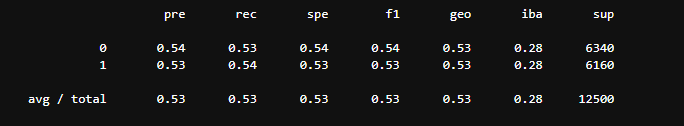 pre rec spe f1 geo iba sup
0 0.54 0.53 0.54 0.54 0.53 0.28 6340
1 0.53 0.54 0.53 0.53 0.53 0.28 6160
avg / total 0.53 0.53 0.53 0.53 0.53 0.28 12500